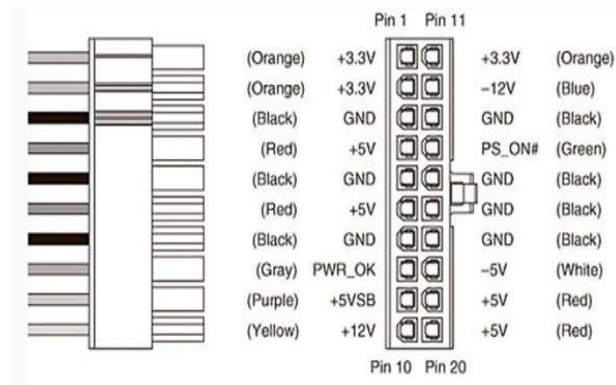 Pin 1 Pin 11
(Orange) +3.3V +3.3V (Orange)
(Orange) +3.3V −12V (Blue)
(Black) GND GND (Black)
(Red) +5V PS_ON# (Green)
(Black) GND GND (Black)
(Red) +5V GND (Black)
(Black) GND GND (Black)
(Gray) PWR_OK −5V (White)
(Purple) +5VSB +5V (Red)
(Yellow) +12V +5V (Red)
Pin 10 Pin 20